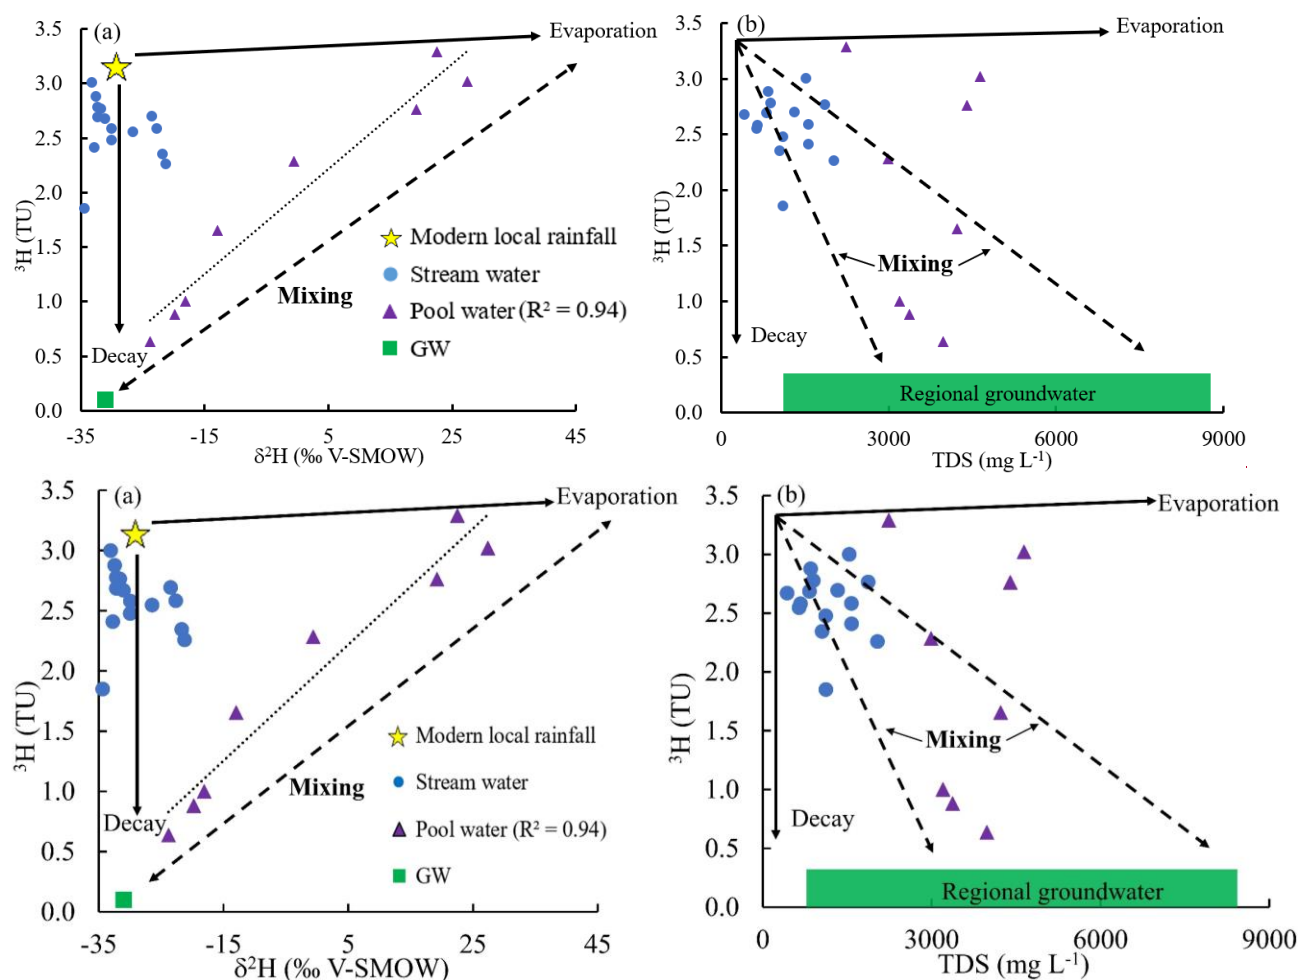 (a)
Evaporation
3.5
3.0
2.5
2.0
1.5
1.0
0.5
0.0
³H (TU)
Modern local rainfall
Stream water
Pool water (R² = 0.94)
GW
Mixing
Decay
-35
-15
5
25
45
δ²H (‰ V-SMOW)
(b)
Evaporation
3.5
3.0
2.5
2.0
1.5
1.0
0.5
0.0
³H (TU)
Mixing
Decay
Regional groundwater
0
3000
6000
9000
TDS (mg L⁻¹)
(a)
Evaporation
3.5
3.0
2.5
2.0
1.5
1.0
0.5
0.0
³H (TU)
Modern local rainfall
Mixing
Stream water
Decay
Pool water (R² = 0.94)
GW
-35
-15
5
25
45
δ²H (‰ V-SMOW)
(b)
Evaporation
3.5
3.0
2.5
2.0
1.5
1.0
0.5
0.0
³H (TU)
Mixing
Decay
Regional groundwater
0
3000
6000
9000
TDS (mg L⁻¹)